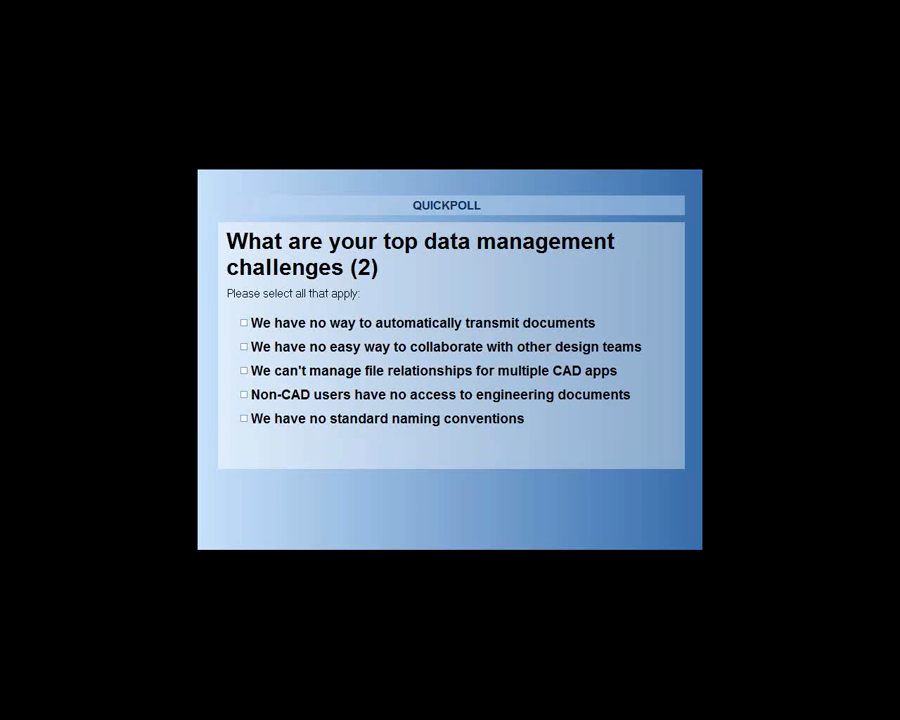 QUICKPOLL
What are your top data management
challenges (2)
Please select all that apply:
We have no way to automatically transmit documents
We have no easy way to collaborate with other design teams
We can't manage file relationships for multiple CAD apps
Non-CAD users have no access to engineering documents
We have no standard naming conventions